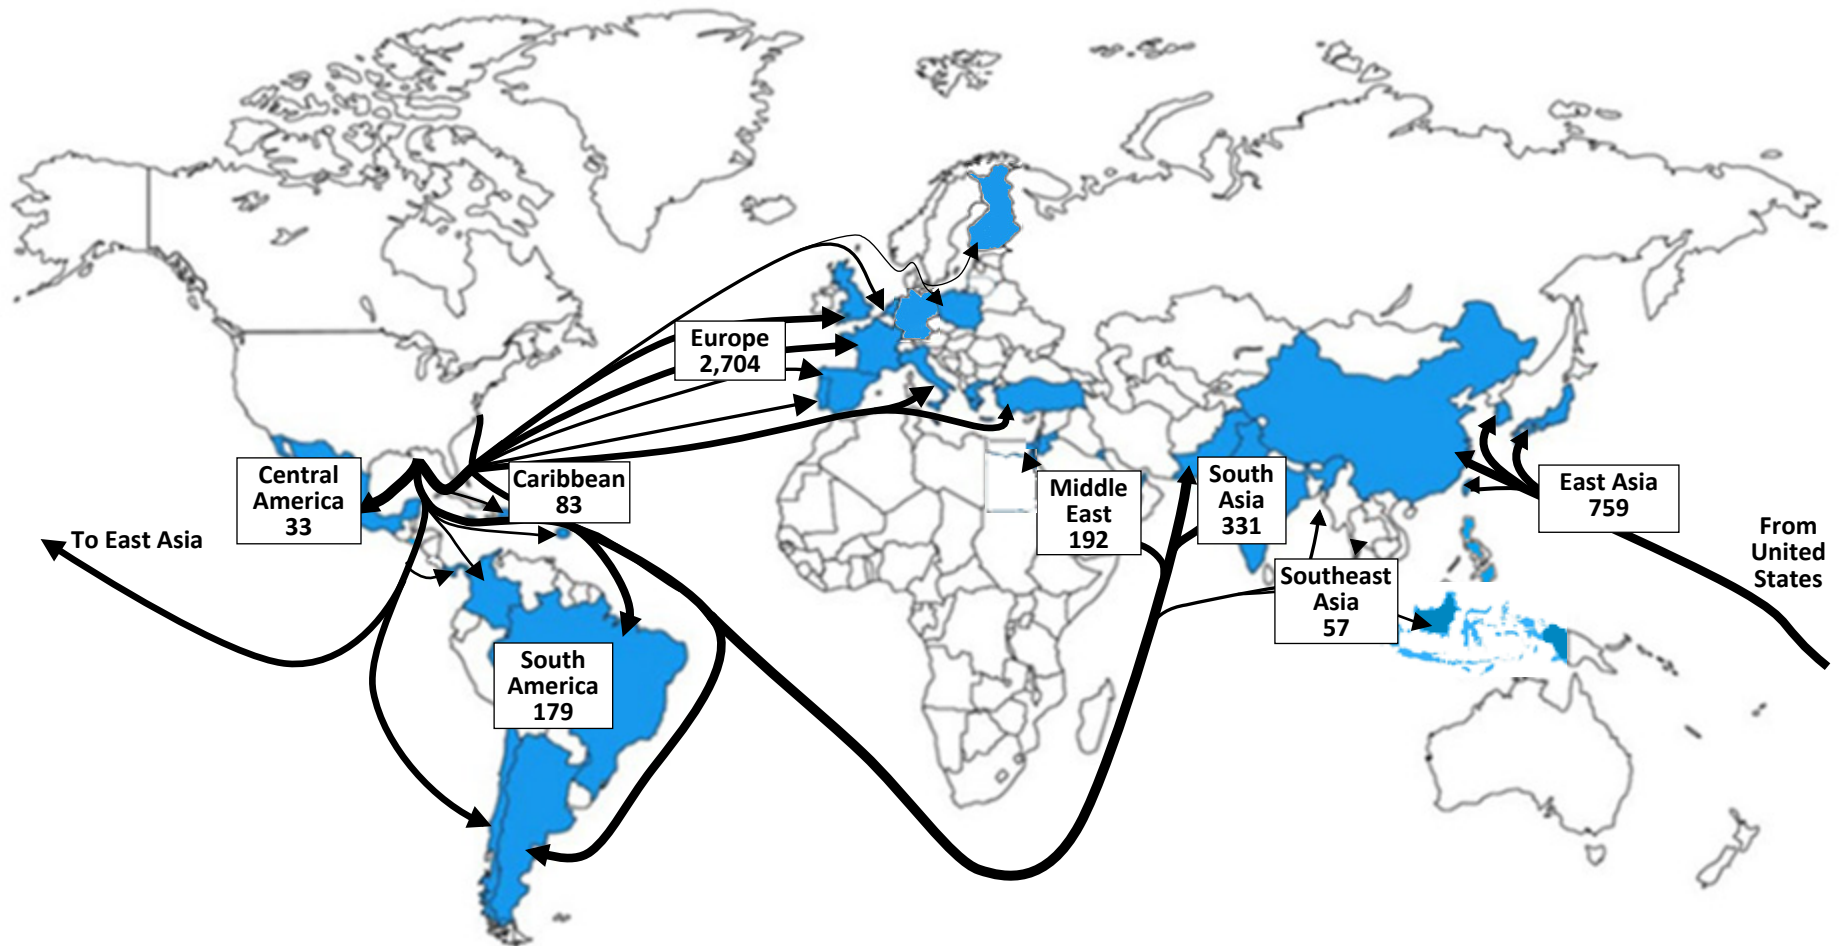 Europe
2,704
Central
America
33
Caribbean
83
To East Asia
South
America
179
Middle
East
192
South
Asia
331
Southeast
Asia
57
East Asia
759
From
United
States